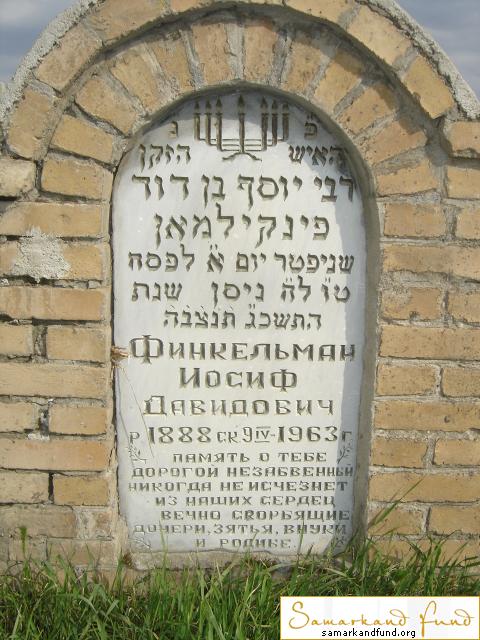 פ״ נ
האיש הזקן
רבי יוסף בן דוד
פינקילמאן
שניפטר יום א׳ לפסח
ט״ו לח׳ ניסן שנת
התשכ״ג תנצבה
Финкельман
Иосиф
Давидович
р 1888 ск 9 IV-1963 г
память о тебе
дорогой незабвенный
никогда не исчезнет
из наших сердец
вечно скорбящие
дочери, зятья, внуки
и родные.
Samarkand Fund
samarkandfund.org